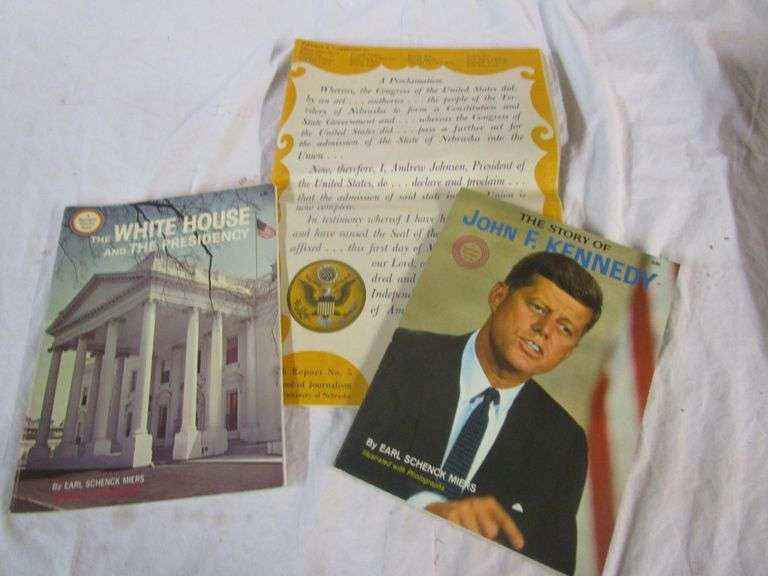 THE WHITE HOUSE
AND THE PRESIDENCY
By EARL SCHENCK MIERS
A Proclamation.
Whereas, the Congress of the United States did,
by an act . . . authorize . . . the people of the Ter-
ritory of Nebraska to form a Constitution and
State Government and . . . whereas the Congress of
the United States did . . . pass a further act for
the admission of the State of Nebraska into the
Union . . .
Now, therefore, I, Andrew Johnson, President of
the United States, do . . . declare and proclaim . . .
that the admission of said state Union is
now complete.
In testimony whereof I have
and have caused the Seal of the
affixed . . . this first day of
our Lord,
dred and
Independ
of Am
Report No. 5
ool of Journalism
University of Nebraska
THE STORY OF
JOHN F. KENNEDY
By EARL SCHENCK MIERS
Illustrated with Photographs